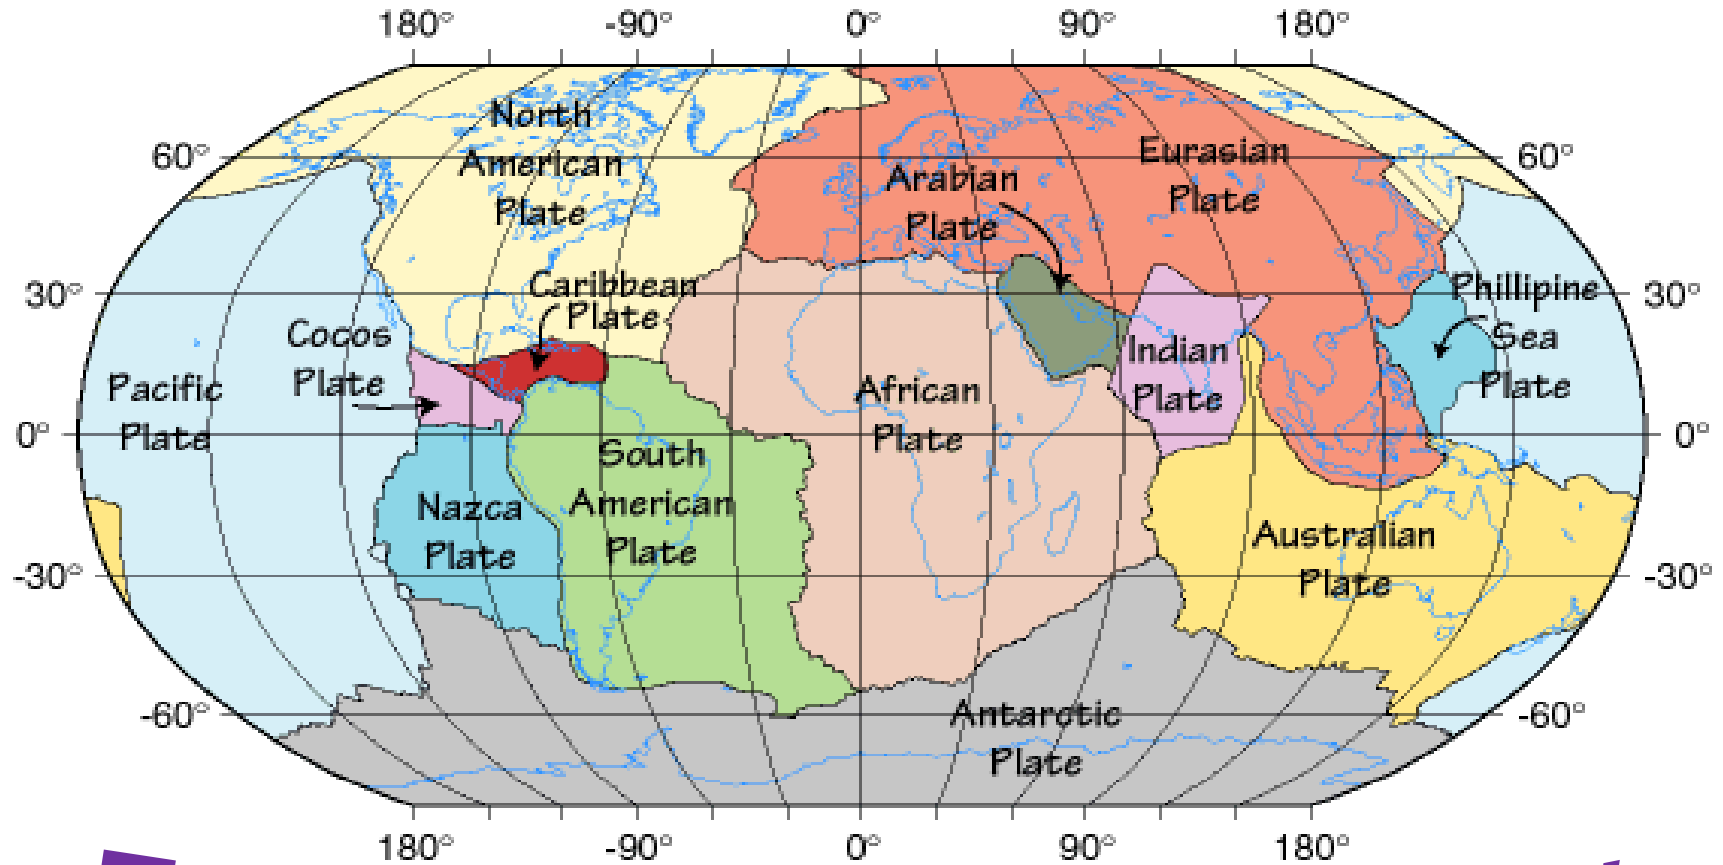 180° -90° 0° 90° 180°
North
American
Plate
60°
Eurasian
Plate
60°
Arabian
Plate
30°
Caribbean
Plate
Phillipine
Sea
Plate
30°
Cocos
Plate
Indian
Plate
Pacific
Plate
African
Plate
0°
0°
South
American
Plate
Nazca
Plate
Australian
Plate
-30°
-30°
-60°
Antarctic
Plate
-60°
180° -90° 0° 90° 180°